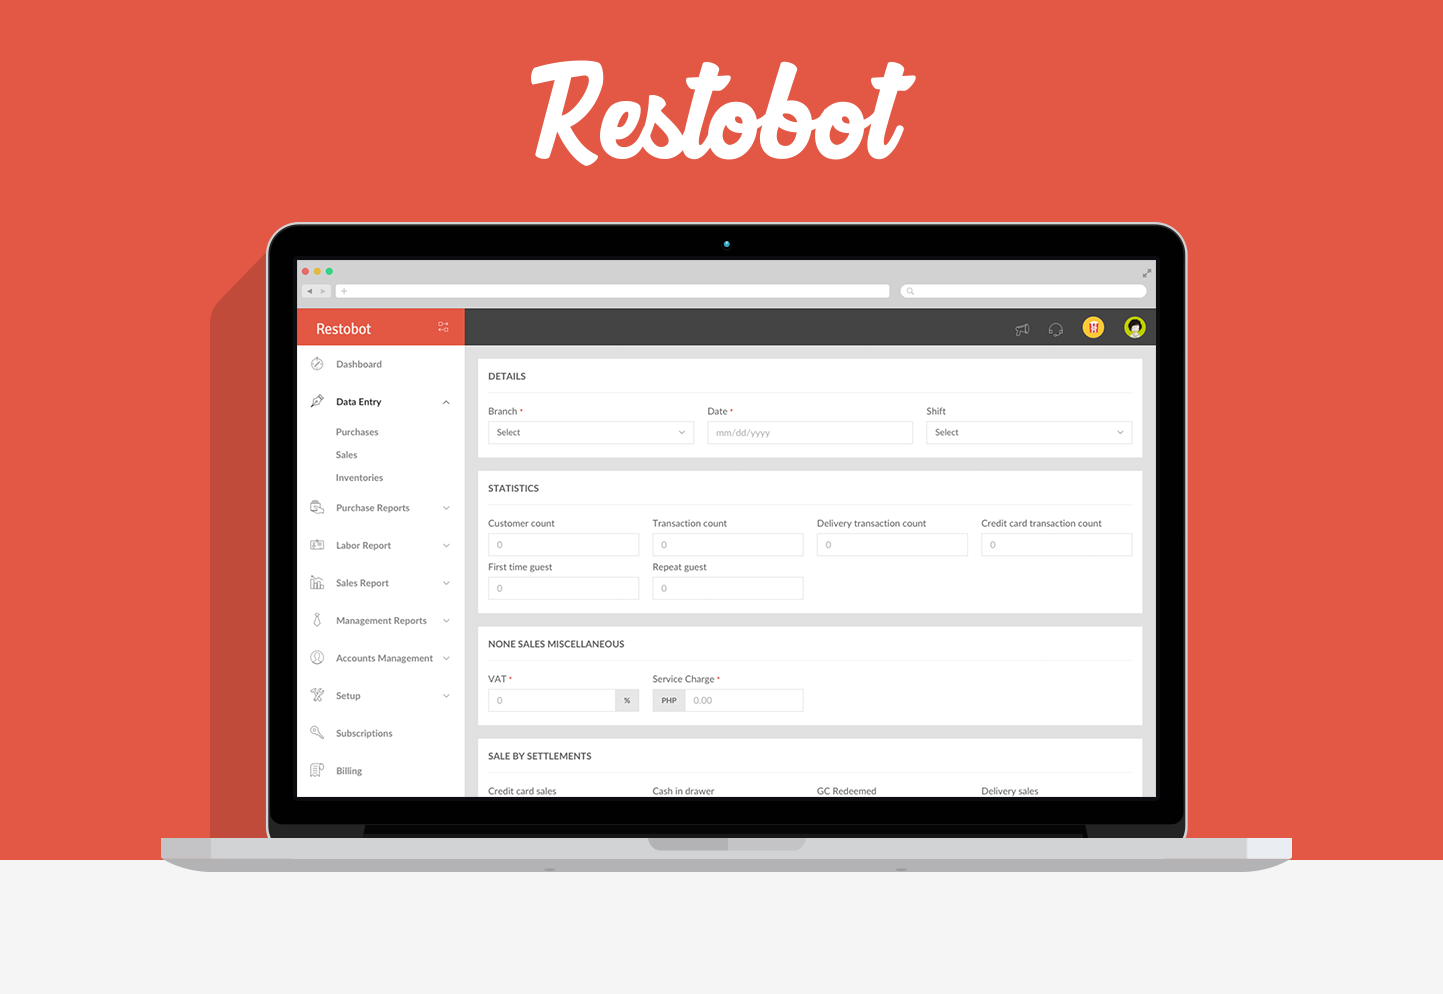 Restobot
Restobot
Dashboard
Data Entry
Purchases
Sales
Inventories
Purchase Reports
Labor Report
Sales Report
Management Reports
Accounts Management
Setup
Subscriptions
Billing
DETAILS
Branch * Date * Shift
Select mm/dd/yyyy Select
STATISTICS
Customer count Transaction count Delivery transaction count Credit card transaction count
0 0 0 0
First time guest Repeat guest
0 0
NONE SALES MISCELLANEOUS
VAT * Service Charge *
0 % PHP 0.00
SALE BY SETTLEMENTS
Credit card sales Cash in drawer GC Redeemed Delivery sales